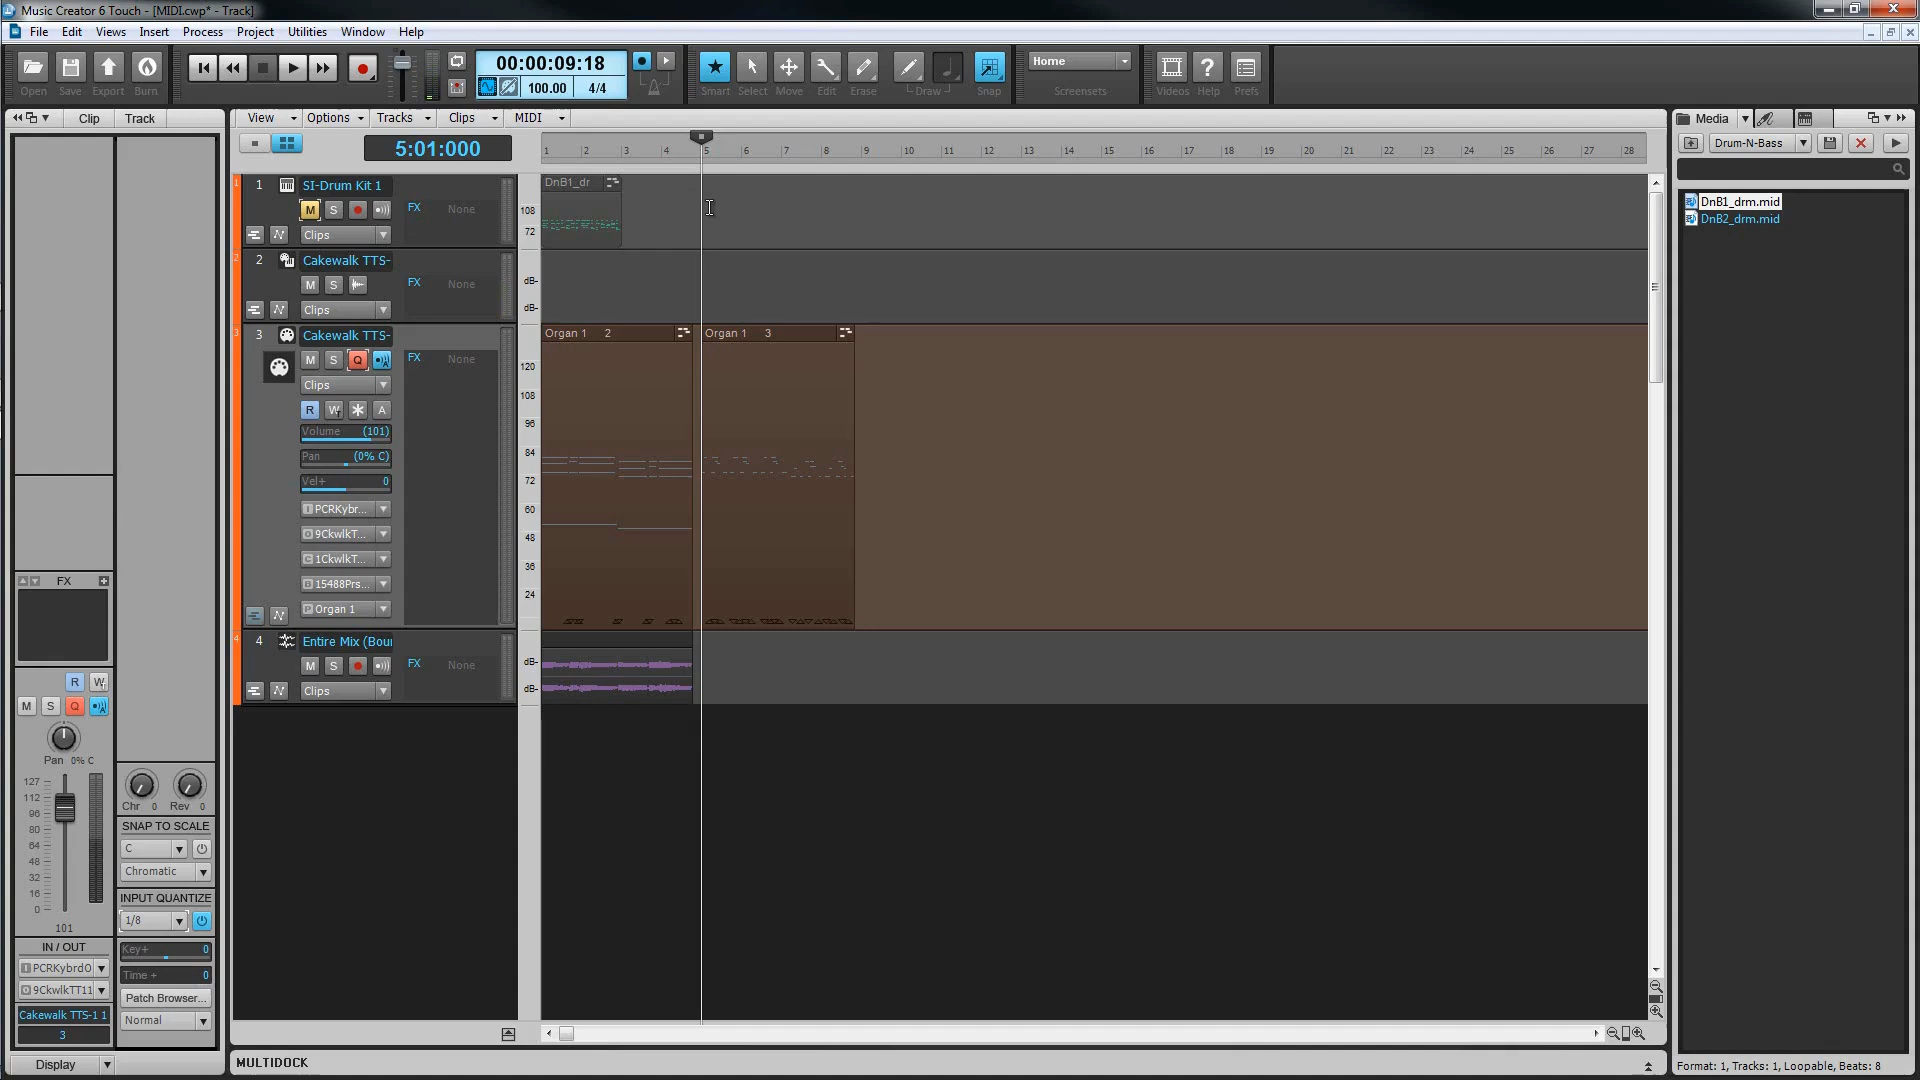 Music Creator 6 Touch - [MIDI.cwp* - Track]
File Edit Views Insert Process Project Utilities Window Help
Open Save Export Burn
00:00:09:18
100.00 4/4
Smart Select Move Edit Erase Draw Snap
Home
Screensets
Videos Help Prefs
Clip Track
View Options Tracks Clips MIDI
5:01:000
1 2 3 4 5 6 7 8 9 10 11 12 13 14 15 16 17 18 19 20 21 22 23 24 25 26 27 28
Media
Drum-N-Bass
DnB1_drm.mid
DnB2_drm.mid
1 1 SI-Drum Kit 1
M S FX None
Clips
DnB1_dr
108
72
2 2 Cakewalk TTS-
M S FX None
Clips
dB-
dB-
3 3 Cakewalk TTS-
M S Q A FX None
Clips
R W A
Volume (101)
Pan (0% C)
Vel+ 0
I PCRKybr...
O 9CkwlkT...
C 1CkwlkT...
B 15488Prs...
P Organ 1
Organ 1 2
Organ 1 3
120
108
96
84
72
60
48
36
24
4 4 Entire Mix (Bou
M S FX None
Clips
dB-
dB-
FX
R W
M S Q A
Pan 0% C
127
112
96
80
64
48
32
16
0
101
IN / OUT
I PCRKybrdO
O 9CkwlkTT11
Cakewalk TTS-1 1
3
Display
Chr 0 Rev 0
SNAP TO SCALE
C
Chromatic
INPUT QUANTIZE
1/8
Key+ 0
Time + 0
Patch Browser...
Normal
MULTIDOCK
Format: 1, Tracks: 1, Loopable, Beats: 8